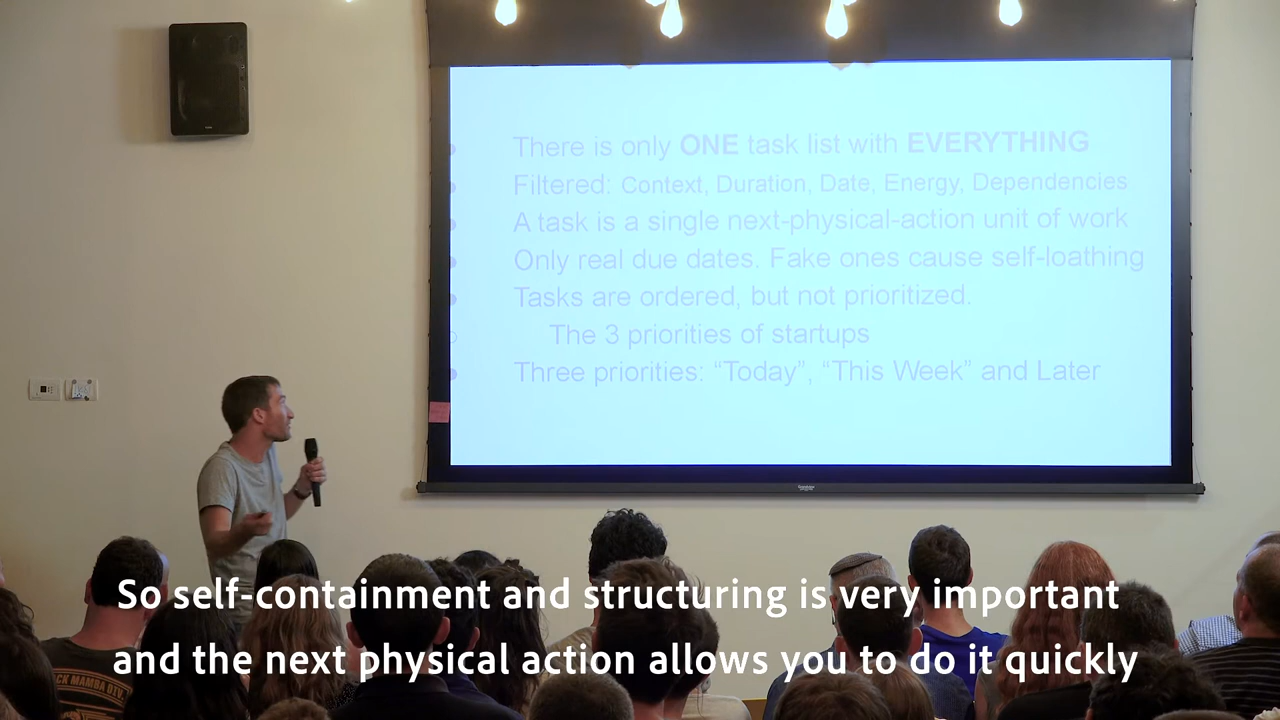 There is only ONE task list with EVERYTHING
Filtered: Context, Duration, Date, Energy, Dependencies
A task is a single next-physical-action unit of work
Only real due dates. Fake ones cause self-loathing
Tasks are ordered, but not prioritized.
The 3 priorities of startups
Three priorities: “Today”, “This Week” and Later
So self-containment and structuring is very important
and the next physical action allows you to do it quickly
CK MAMBA DIV.